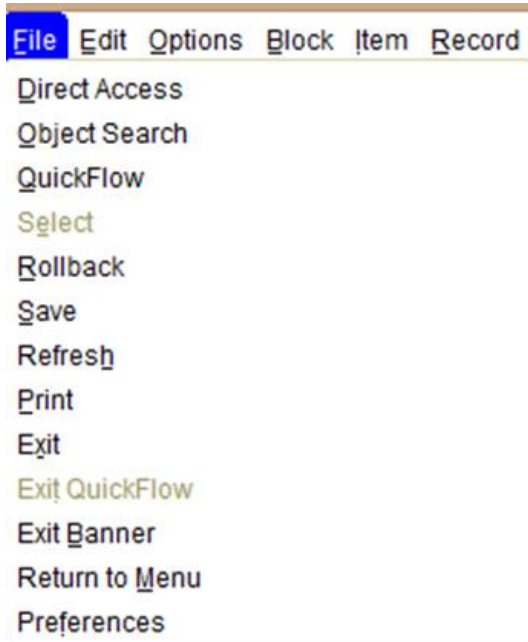 File Edit Options Block Item Record
Direct Access
Object Search
QuickFlow
Select
Rollback
Save
Refresh
Print
Exit
Exit QuickFlow
Exit Banner
Return to Menu
Preferences